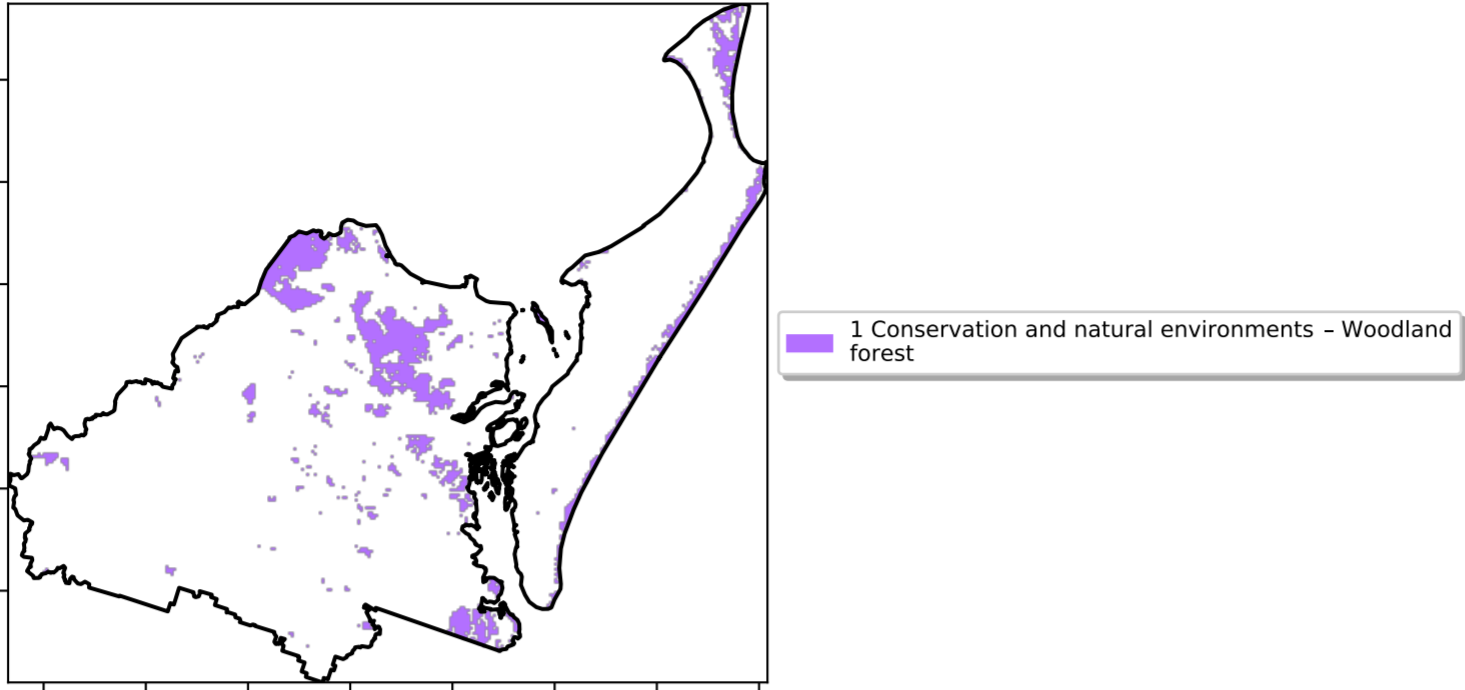 1 Conservation and natural environments – Woodland
forest